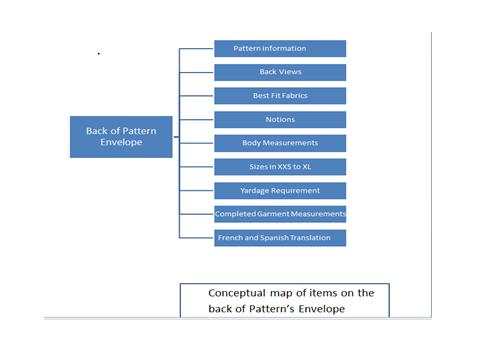 Pattern information
Back Views
Best Fit Fabrics
Notions
Back of Pattern
Envelope
Body Measurements
Sizes in XXS to XL
Yardage Requirement
Completed Garment Measurements
French and Spanish Translation
Conceptual map of items on the
back of Pattern's Envelope